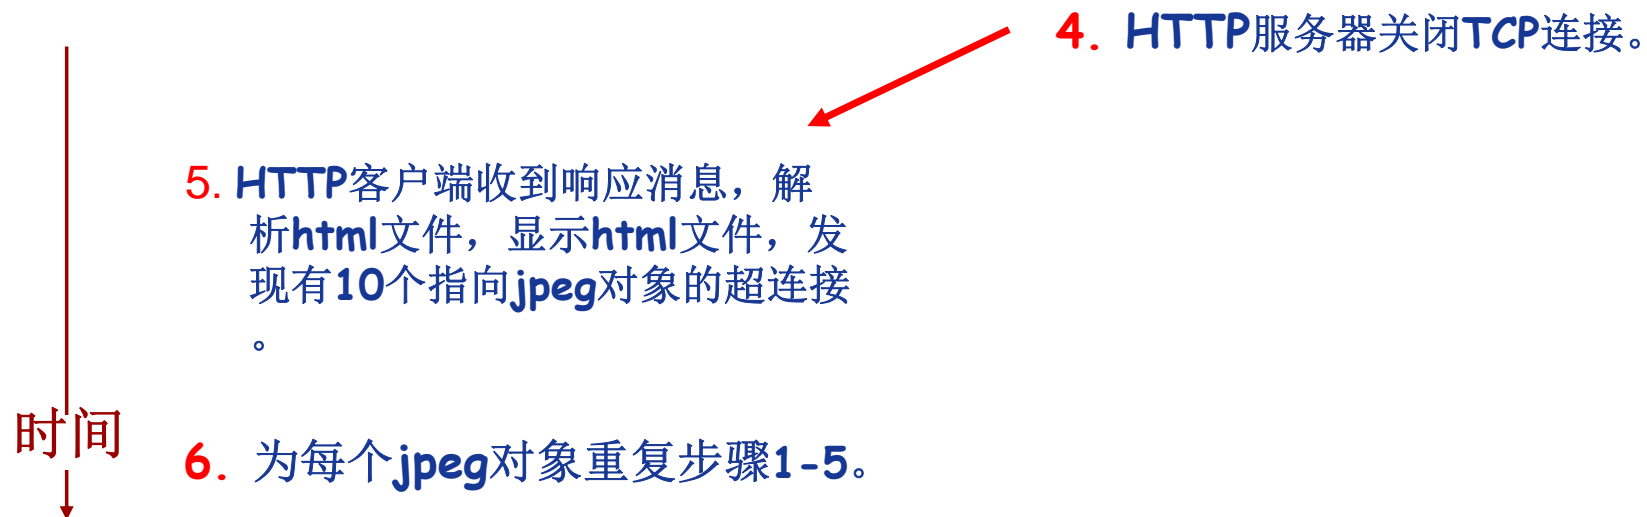 4. HTTP服务器关闭TCP连接。
5. HTTP客户端收到响应消息，解
析html文件，显示html文件，发
现有10个指向jpeg对象的超连接
。
时间
6. 为每个jpeg对象重复步骤1-5。